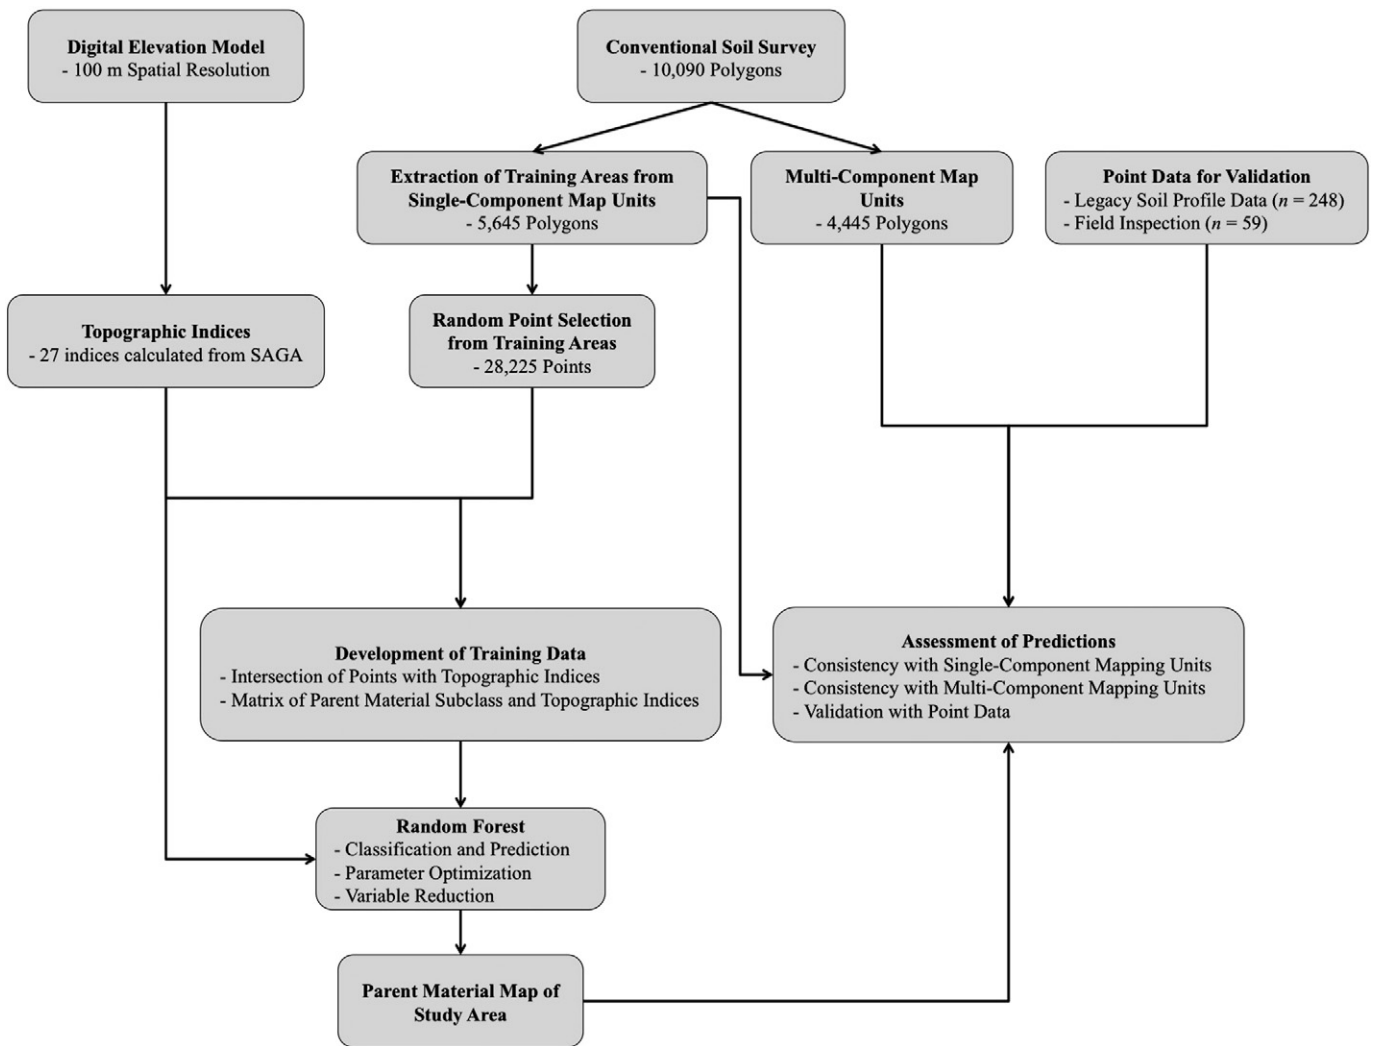 Digital Elevation Model
- 100 m Spatial Resolution
Conventional Soil Survey
- 10,090 Polygons
Extraction of Training Areas from
Single-Component Map Units
- 5,645 Polygons
Multi-Component Map
Units
- 4,445 Polygons
Point Data for Validation
- Legacy Soil Profile Data (n = 248)
- Field Inspection (n = 59)
Topographic Indices
- 27 indices calculated from SAGA
Random Point Selection
from Training Areas
- 28,225 Points
Development of Training Data
- Intersection of Points with Topographic Indices
- Matrix of Parent Material Subclass and Topographic Indices
Assessment of Predictions
- Consistency with Single-Component Mapping Units
- Consistency with Multi-Component Mapping Units
- Validation with Point Data
Random Forest
- Classification and Prediction
- Parameter Optimization
- Variable Reduction
Parent Material Map of
Study Area